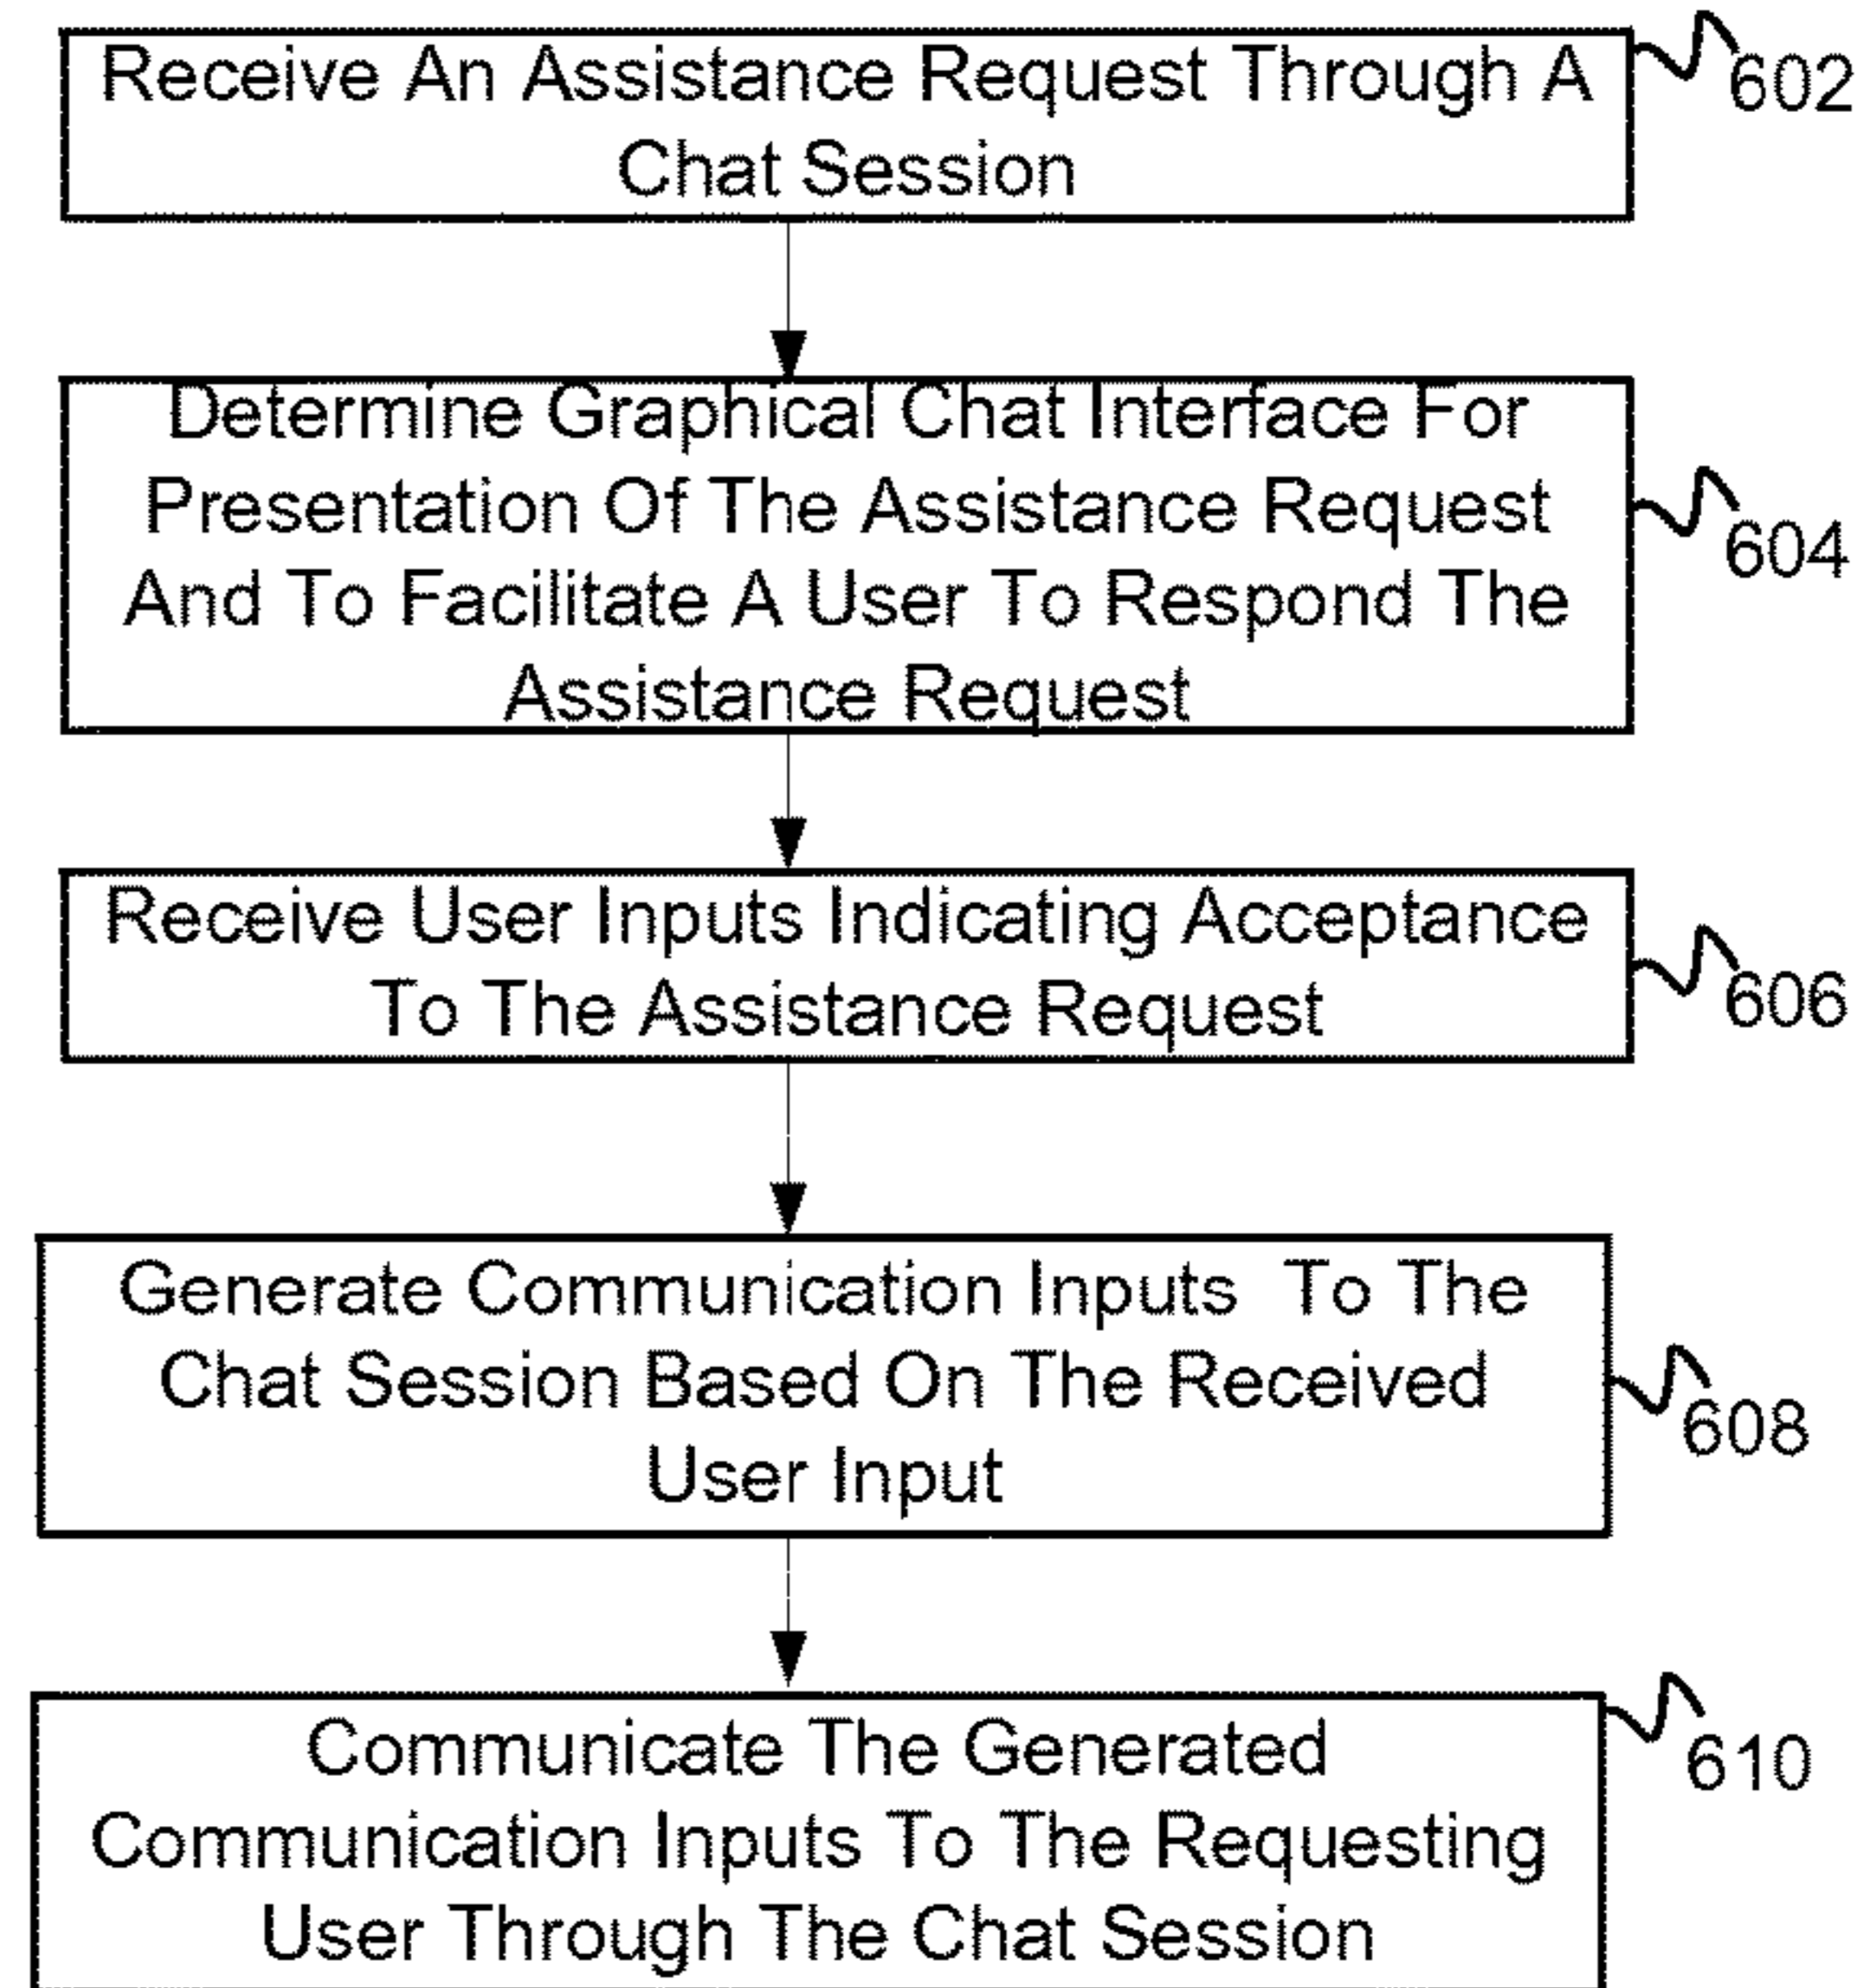 Receive An Assistance Request Through A
Chat Session
602
Determine Graphical Chat Interface For
Presentation Of The Assistance Request
And To Facilitate A User To Respond The
Assistance Request
604
Receive User Inputs Indicating Acceptance
To The Assistance Request
606
Generate Communication Inputs To The
Chat Session Based On The Received
User Input
608
Communicate The Generated
Communication Inputs To The Requesting
User Through The Chat Session
610